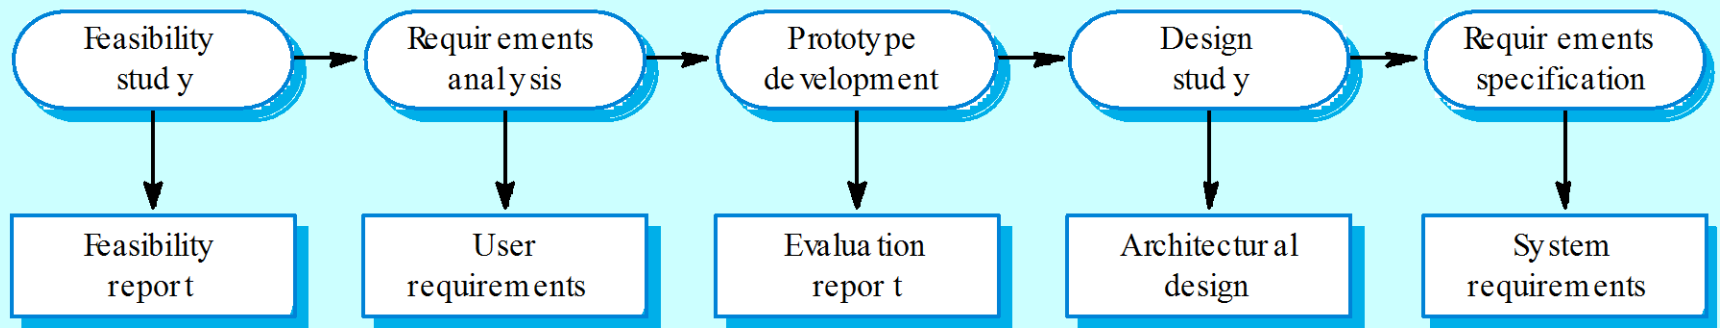 Feasibility
study
Requirements
analysis
Prototype
development
Design
study
Requirements
specification
Feasibility
report
User
requirements
Evaluation
report
Architectural
design
System
requirements